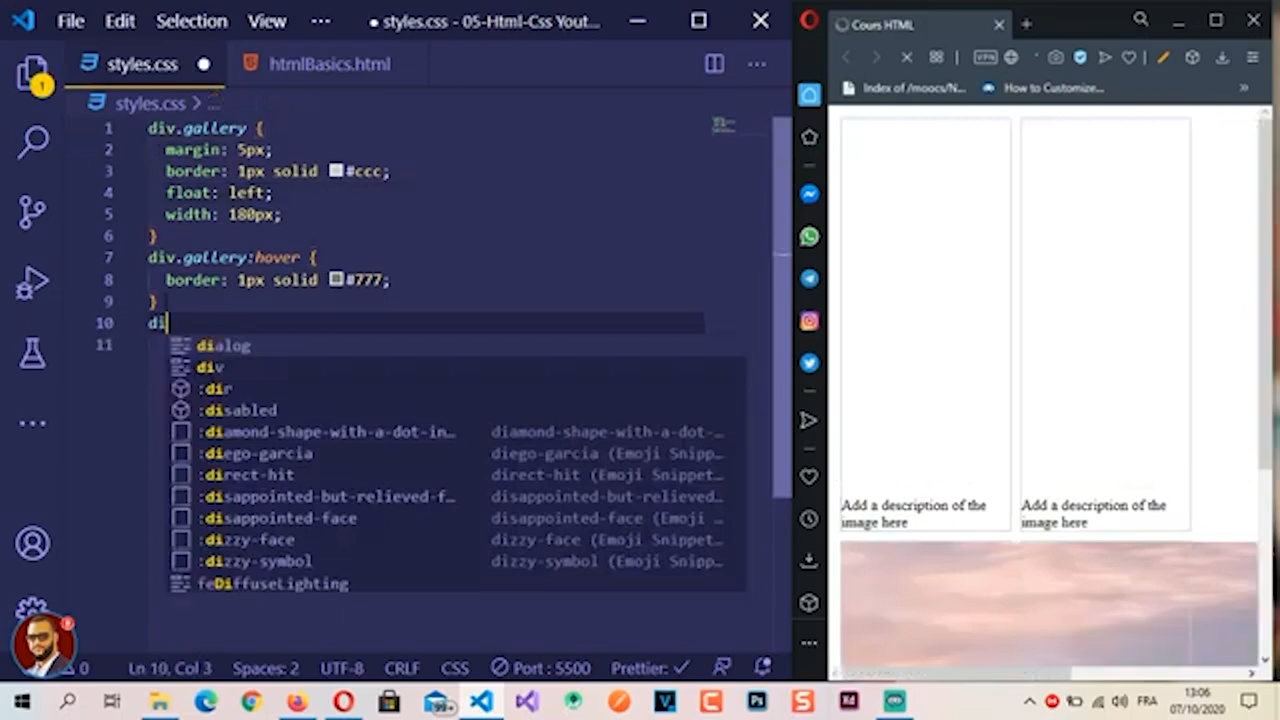 File Edit Selection View ··· ● styles.css - 05-Html-Css Yout...
styles.css ● htmlBasics.html ···
styles.css > ...
1 div.gallery {
2 margin: 5px;
3 border: 1px solid #ccc;
4 float: left;
5 width: 180px;
6 }
7 div.gallery:hover {
8 border: 1px solid #777;
9 }
10 di
11
dialog
div
:dir
:disabled
:diamond-shape-with-a-dot-in… diamond-shape-with-a-dot-…
:diego-garcia diego-garcia (Emoji Snipp…
:direct-hit direct-hit (Emoji Snippet…
:disappointed-but-relieved-f… disappointed-but-relieved…
:disappointed-face disappointed-face (Emoji …
:dizzy-face dizzy-face (Emoji Snippet…
:dizzy-symbol dizzy-symbol (Emoji Snipp…
feDiffuseLighting
1
0 Ln 10, Col 3 Spaces: 2 UTF-8 CRLF CSS Port : 5500 Prettier: ✓
Cours HTML
VPN
Index of /moocs/N... How to Customize...
Add a description of the
image here
Add a description of the
image here
99+ Ps S Xd FRA 13:06
07/10/2020